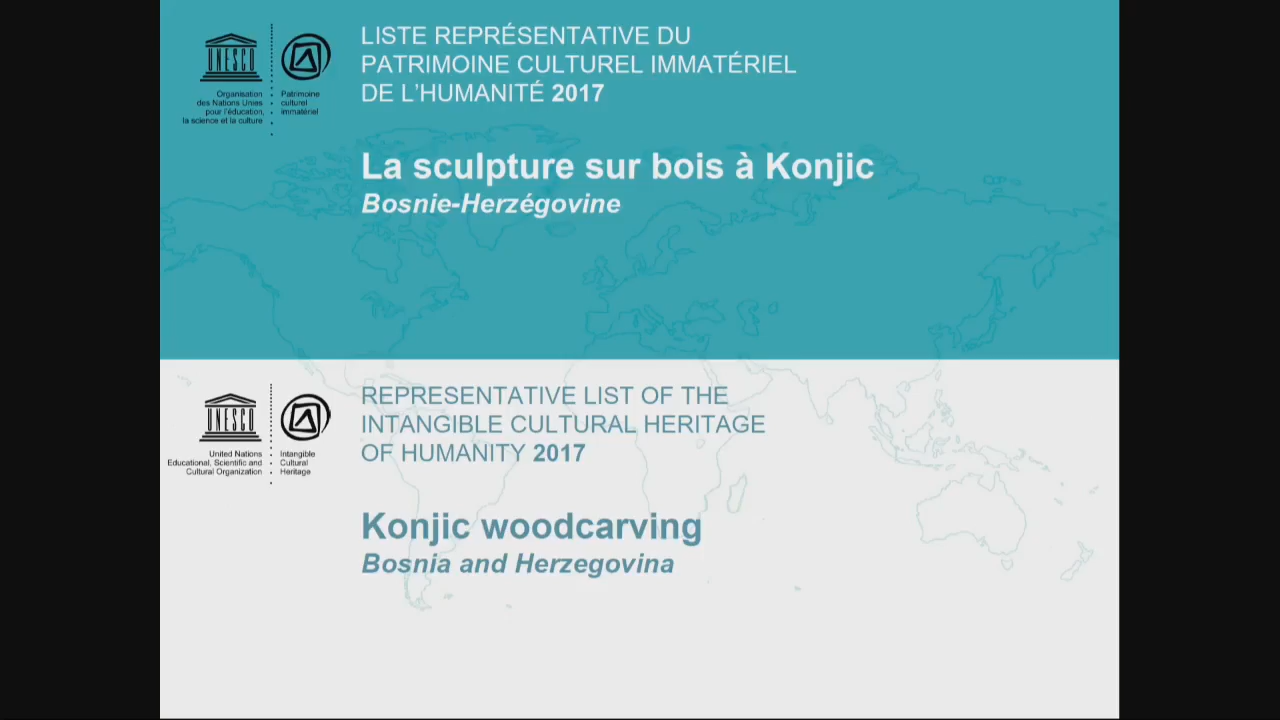 UNESCO
Organisation
des Nations Unies
pour l'éducation,
la science et la culture
Patrimoine
culturel
immatériel
LISTE REPRÉSENTATIVE DU
PATRIMOINE CULTUREL IMMATÉRIEL
DE L'HUMANITÉ 2017
La sculpture sur bois à Konjic
Bosnie-Herzégovine
UNESCO
United Nations
Educational, Scientific and
Cultural Organization
Intangible
Cultural
Heritage
REPRESENTATIVE LIST OF THE
INTANGIBLE CULTURAL HERITAGE
OF HUMANITY 2017
Konjic woodcarving
Bosnia and Herzegovina